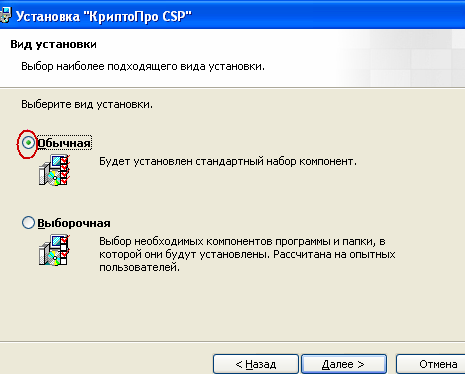 Установка "КриптоПро CSP"
Вид установки
Выбор наиболее подходящего вида установки.
Выберите вид установки.
Обычная
Будет установлен стандартный набор компонент.
Выборочная
Выбор необходимых компонентов программы и папки, в
которой они будут установлены. Рассчитана на опытных
пользователей.
< Назад
Далее >
Отмена